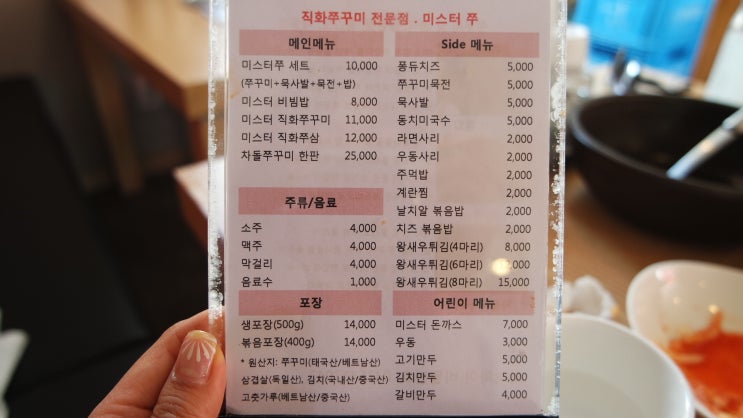 직화쭈꾸미 전문점 . 미스터 쭈
메인메뉴
미스터쭈 세트 10,000
(쭈꾸미+묵사발+묵전+밥)
미스터 비빔밥 8,000
미스터 직화쭈꾸미 11,000
미스터 직화쭈삼 12,000
차돌쭈꾸미 한판 25,000
주류/음료
소주 4,000
맥주 4,000
막걸리 4,000
음료수 1,000
포장
생포장(500g) 14,000
볶음포장(400g) 14,000
* 원산지: 쭈꾸미(태국산/베트남산)
삼겹살(독일산), 김치(국내산/중국산)
고춧가루(베트남산/중국산)
Side 메뉴
퐁듀치즈 5,000
쭈꾸미묵전 5,000
묵사발 5,000
동치미국수 5,000
라면사리 2,000
우동사리 2,000
주먹밥 2,000
계란찜 2,000
날치알 볶음밥 2,000
치즈 볶음밥 2,000
왕새우튀김(4마리) 8,000
왕새우튀김(6마리)
왕새우튀김(8마리) 15,000
어린이 메뉴
미스터 돈까스 7,000
우동 3,000
고기만두 5,000
김치만두 5,000
갈비만두 4,000